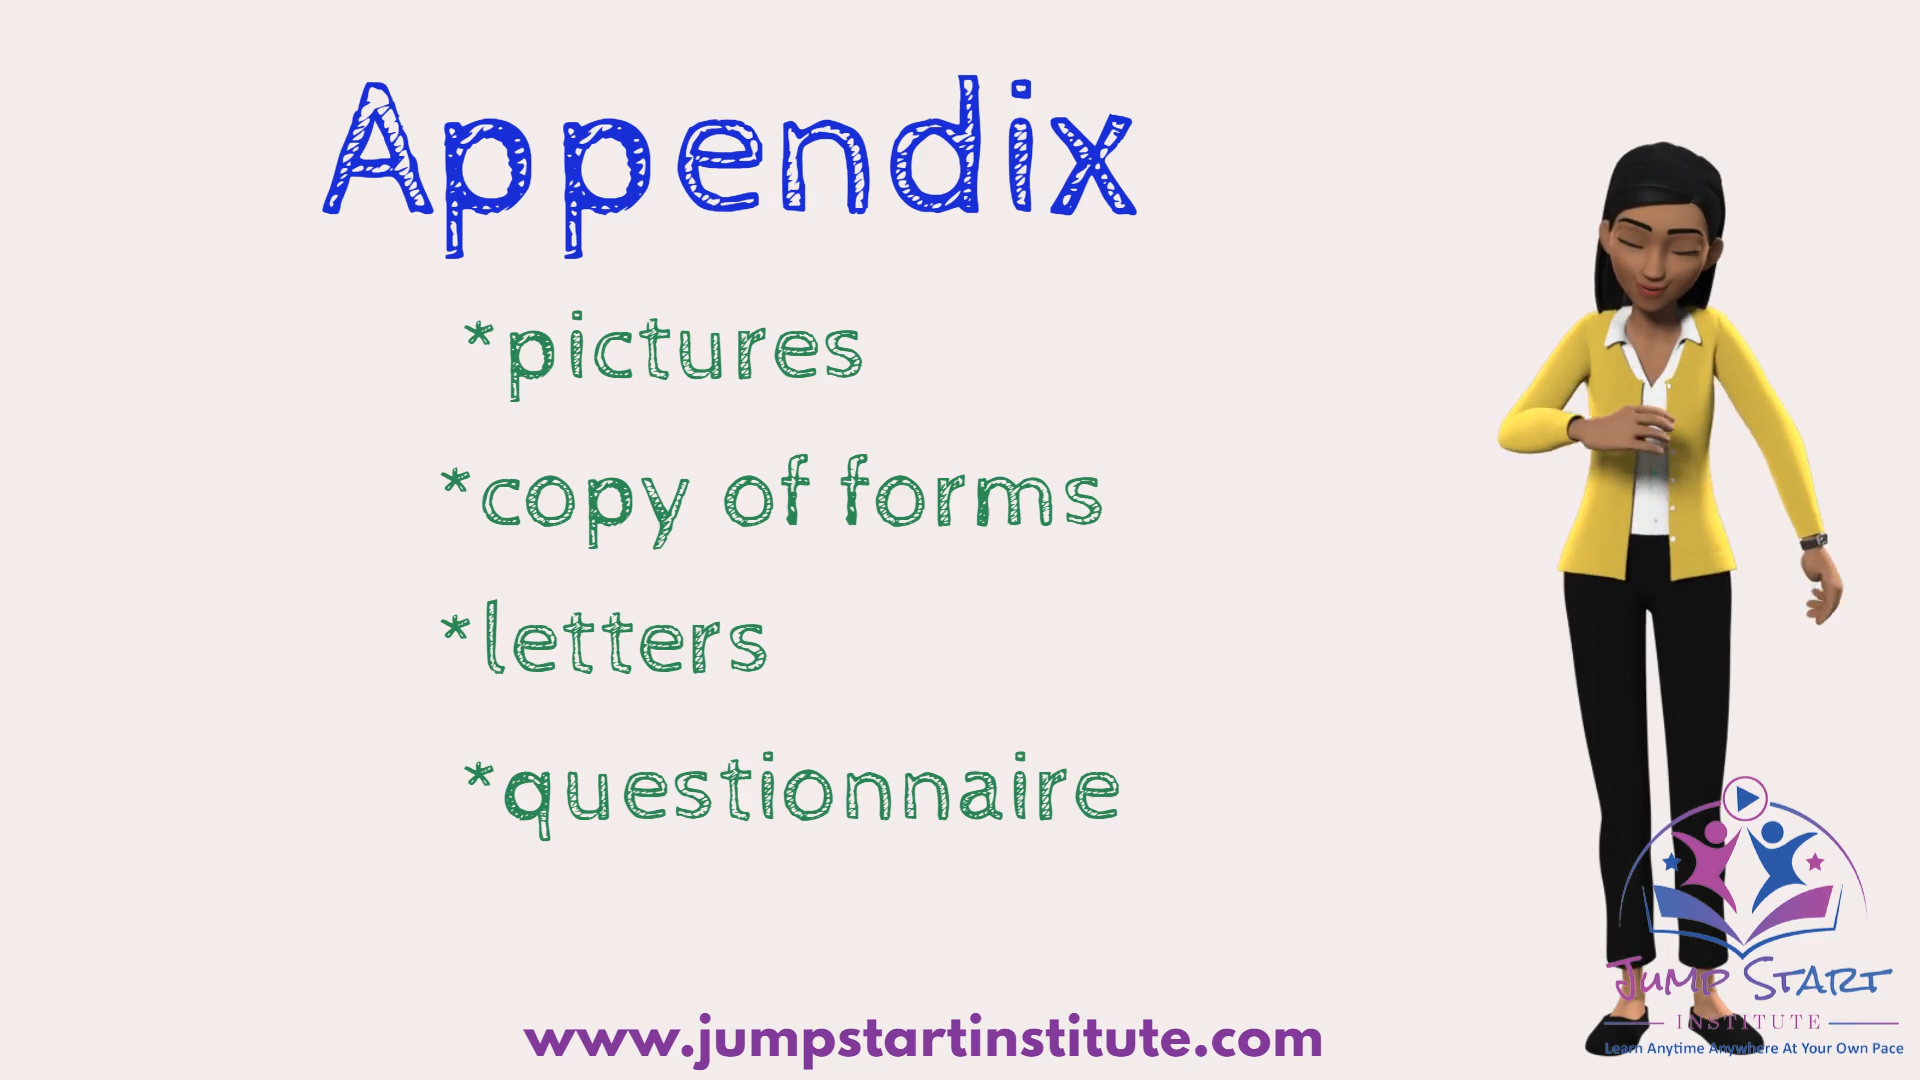 Appendix
*pictures
*copy of forms
*letters
*questionnaire
www.jumpstartinstitute.com
Jump Start
INSTITUTE
Learn Anytime Anywhere At Your Own Pace